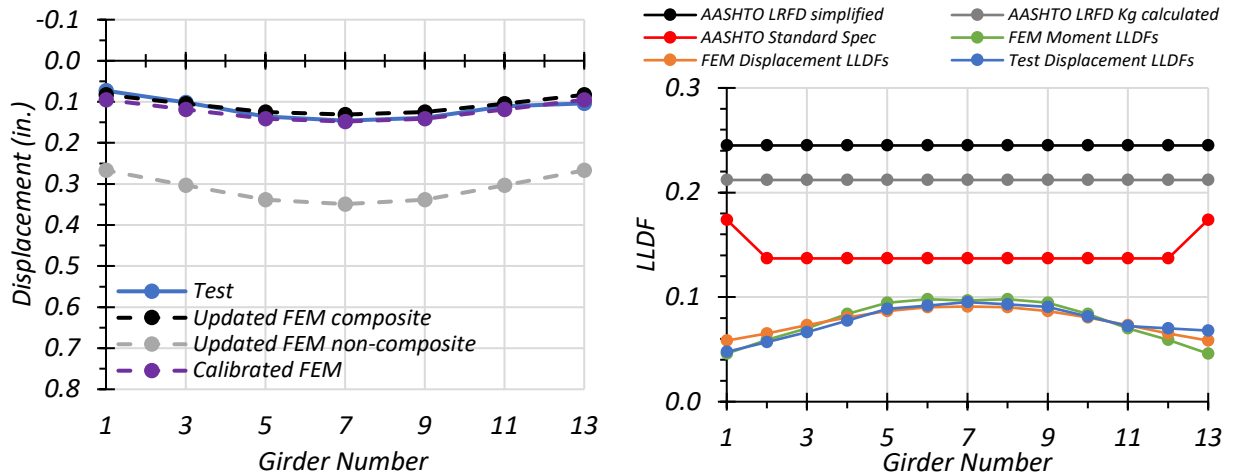 -0.1
0.0
0.1
0.2
0.3
0.4
0.5
0.6
0.7
0.8
Displacement (in.)
Test
Updated FEM composite
Updated FEM non-composite
Calibrated FEM
1 3 5 7 9 11 13
Girder Number
AASHTO LRFD simplified AASHTO LRFD Kg calculated
AASHTO Standard Spec FEM Moment LLDFs
FEM Displacement LLDFs Test Displacement LLDFs
0.3
0.2
0.1
0.0
LLDF
1 3 5 7 9 11 13
Girder Number